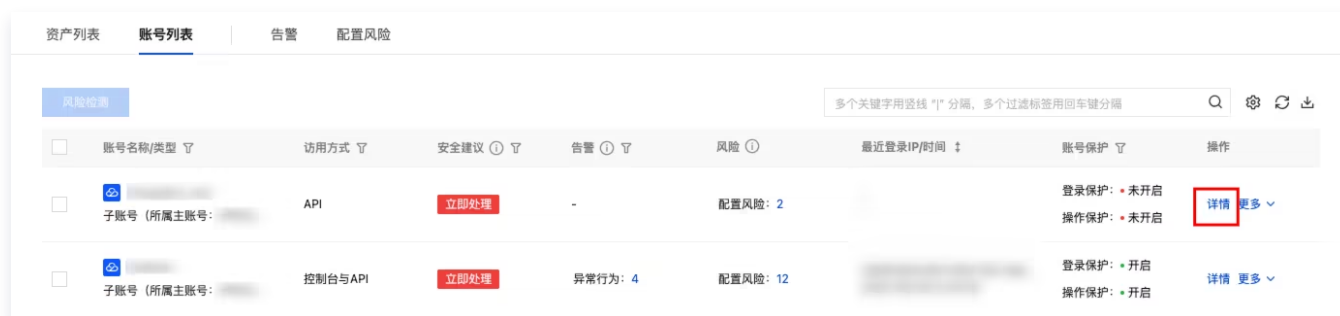 资产列表 账号列表 告警 配置风险
风险检测 多个关键字用竖线 "|" 分隔，多个过滤标签用回车键分隔
账号名称/类型 访用方式 安全建议 告警 风险 最近登录IP/时间 账号保护 操作
登录保护： 未开启
API 立即处理 - 配置风险：2 详情 更多
子账号（所属主账号： 操作保护： 未开启
登录保护： 开启
控制台与API 立即处理 异常行为：4 配置风险：12 详情 更多
子账号（所属主账号： 操作保护： 开启